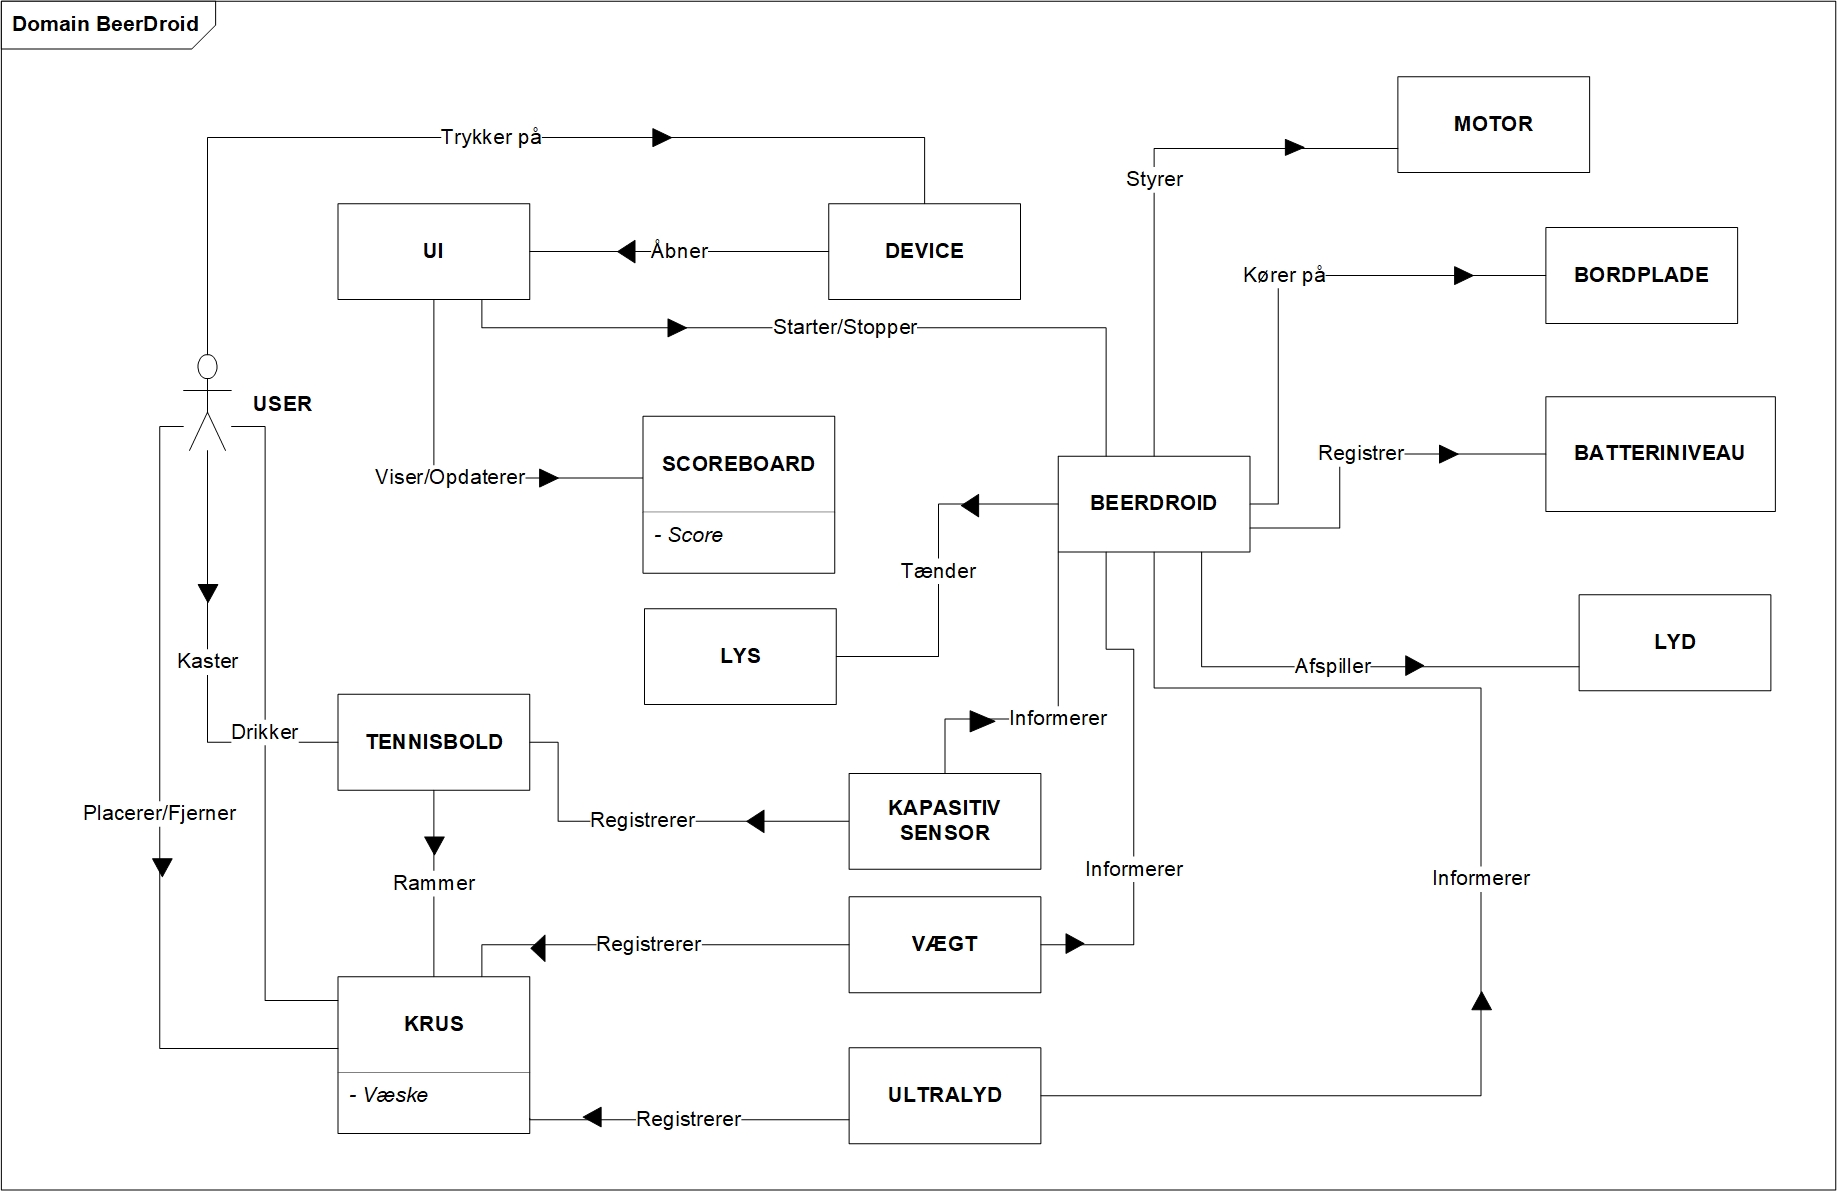 Domain BeerDroid
MOTOR
Trykker på
Styrer
UI
Åbner
DEVICE
Kører på
BORDPLADE
Starter/Stopper
USER
SCOREBOARD
- Score
Viser/Opdaterer
Registrer
BATTERINIVEAU
BEERDROID
Tænder
LYS
LYD
Afspiller
Kaster
Drikker
TENNISBOLD
Informerer
Placerer/Fjerner
Registrerer
KAPASITIV
SENSOR
Rammer
Informerer
Informerer
Registrerer
VÆGT
KRUS
- Væske
ULTRALYD
Registrerer